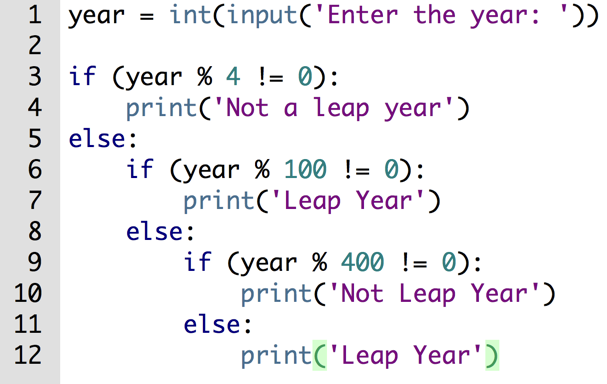 1 year = int(input('Enter the year: '))
2
3 if (year % 4 != 0):
4     print('Not a leap year')
5 else:
6     if (year % 100 != 0):
7         print('Leap Year')
8     else:
9         if (year % 400 != 0):
10             print('Not Leap Year')
11         else:
12             print('Leap Year')